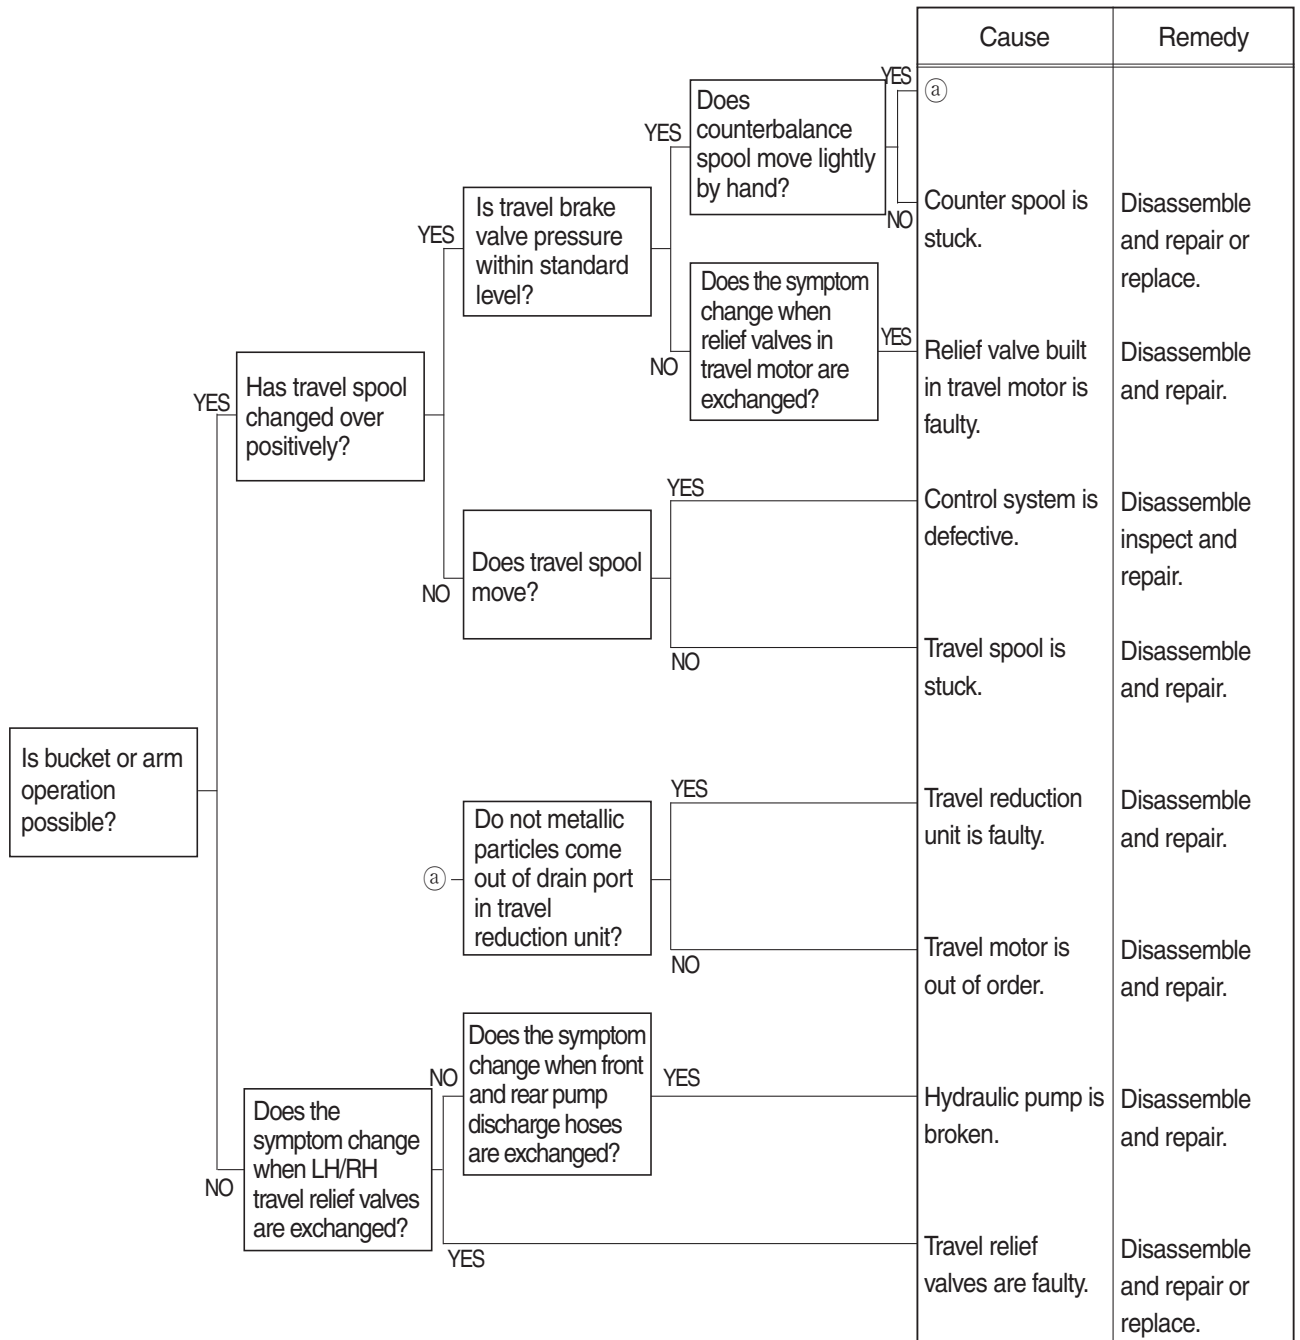 Cause
Remedy
YES
ⓐ
Does
counterbalance
spool move lightly
by hand?
YES
NO
Counter spool is
stuck.
Disassemble
and repair or
replace.
Is travel brake
valve pressure
within standard
level?
YES
Does the symptom
change when
relief valves in
travel motor are
exchanged?
NO
YES
Relief valve built
in travel motor is
faulty.
Disassemble
and repair.
Has travel spool
changed over
positively?
YES
Does travel spool
move?
NO
YES
Control system is
defective.
Disassemble
inspect and
repair.
NO
Travel spool is
stuck.
Disassemble
and repair.
Is bucket or arm
operation
possible?
ⓐ
Do not metallic
particles come
out of drain port
in travel
reduction unit?
YES
Travel reduction
unit is faulty.
Disassemble
and repair.
NO
Travel motor is
out of order.
Disassemble
and repair.
NO
Does the
symptom change
when LH/RH
travel relief valves
are exchanged?
NO
Does the symptom
change when front
and rear pump
discharge hoses
are exchanged?
YES
Hydraulic pump is
broken.
Disassemble
and repair.
YES
Travel relief
valves are faulty.
Disassemble
and repair or
replace.